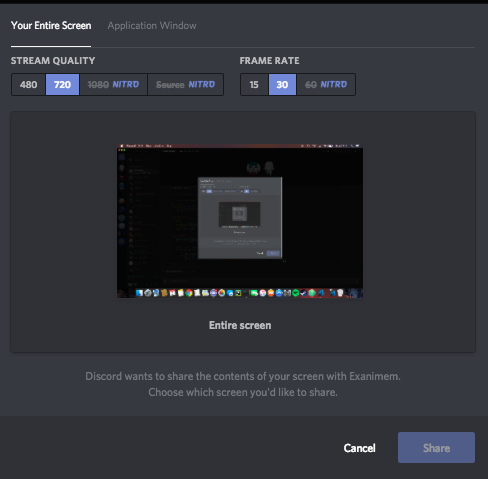 Your Entire Screen Application Window
STREAM QUALITY FRAME RATE
480 720 1080 NITRO Source NITRO 15 30 60 NITRO
Entire screen
Discord wants to share the contents of your screen with Exanimem.
Choose which screen you'd like to share.
Cancel Share